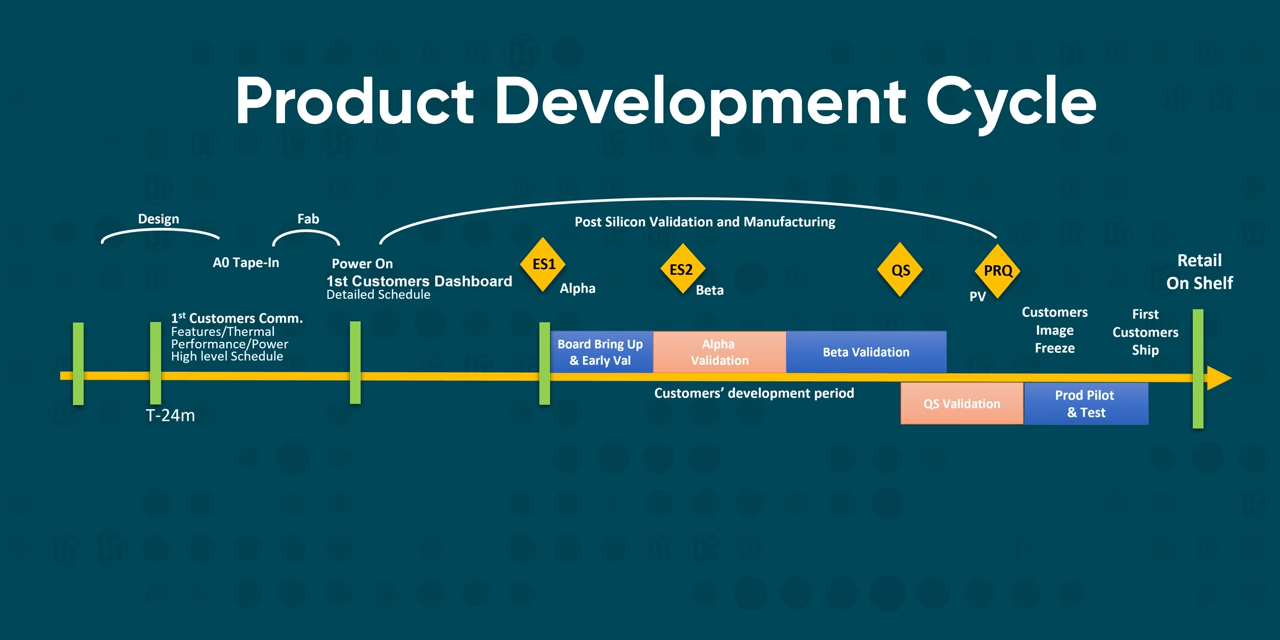 Product Development Cycle
Design
Fab
Post Silicon Validation and Manufacturing
A0 Tape-In
Power On
1st Customers Dashboard
Detailed Schedule
ES1
Alpha
ES2
Beta
QS
PRQ
PV
Retail
On Shelf
1st Customers Comm.
Features/Thermal
Performance/Power
High level Schedule
Customers
Image
Freeze
First
Customers
Ship
Board Bring Up
& Early Val
Alpha
Validation
Beta Validation
Customers' development period
T-24m
QS Validation
Prod Pilot
& Test